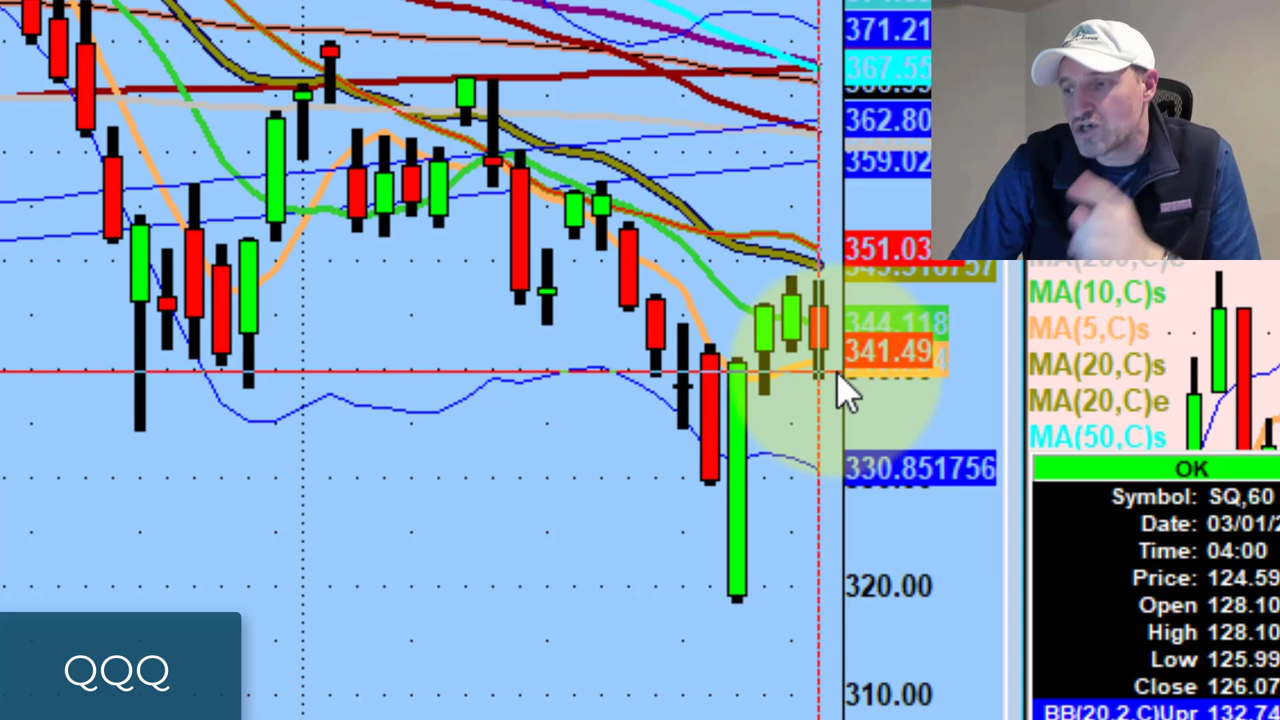 371.21
367.55
362.80
359.02
351.03
344.118
341.49
330.851756
320.00
310.00
MA(200,C)e
MA(10,C)s
MA(5,C)s
MA(20,C)s
MA(20,C)e
MA(50,C)s
OK
Symbol: SQ,60
Date: 03/01/2
Time: 04:00
Price: 124.59
Open 128.10
High 128.10
Low 125.99
Close 126.07
BB(20,2,C)Upr 132.74
QQQ